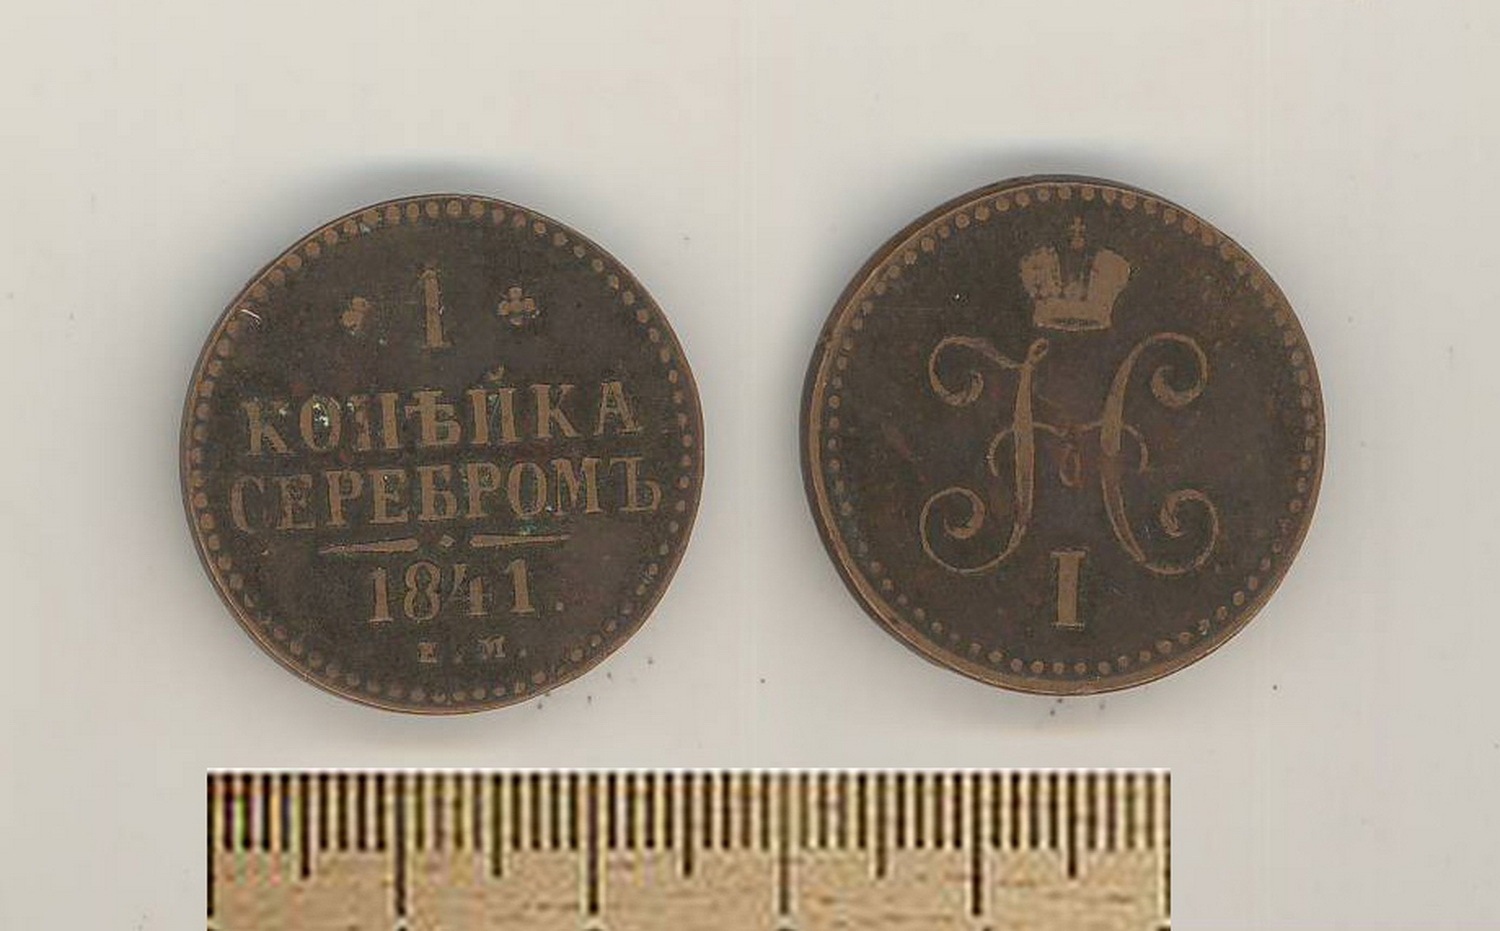 1
КОПѢЙКА
СЕРЕБРОМЪ
1841.
Е. М.
Н
I